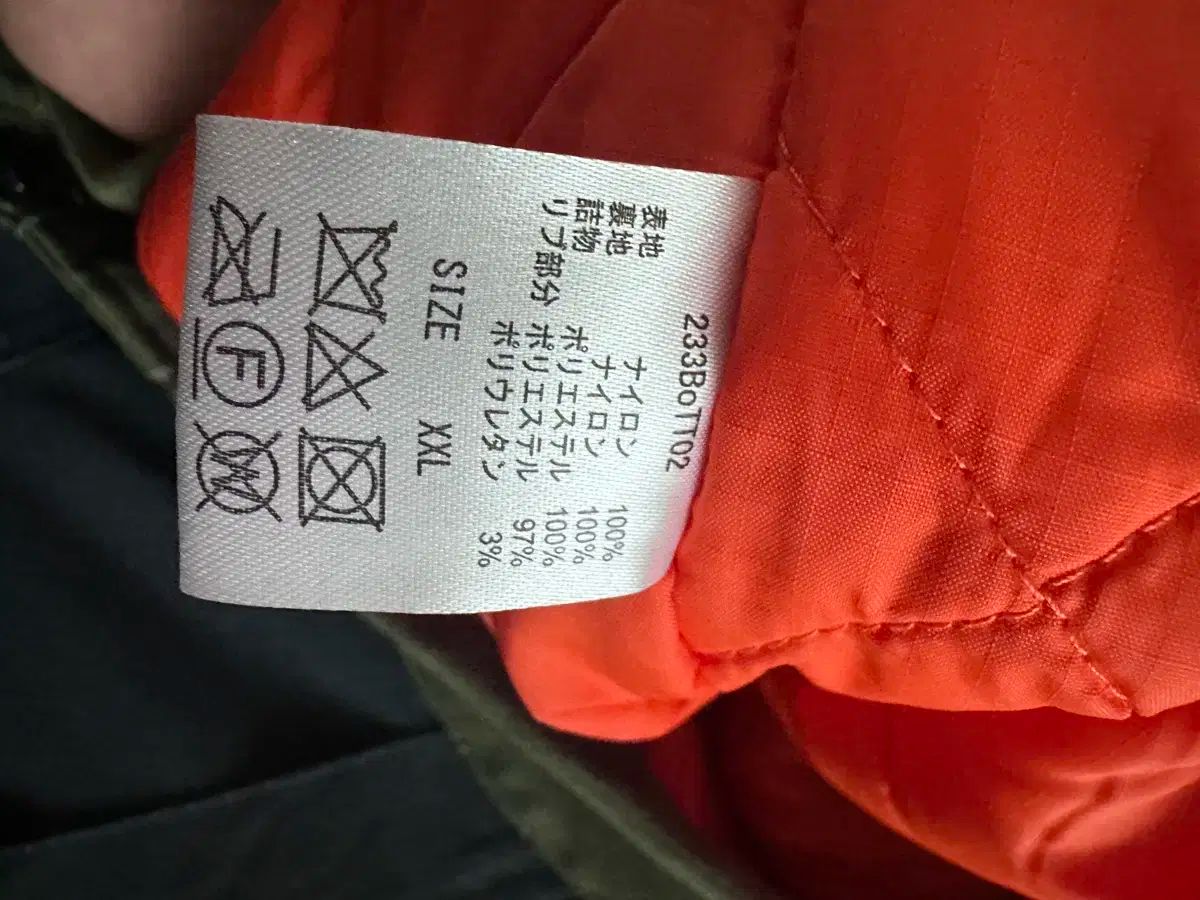 233BoTT02
表地 ナイロン 100%
裏地 ナイロン 100%
詰物 ポリエステル 100%
リブ部分 ポリエステル 97%
ポリウレタン 3%
SIZE XXL
F
W